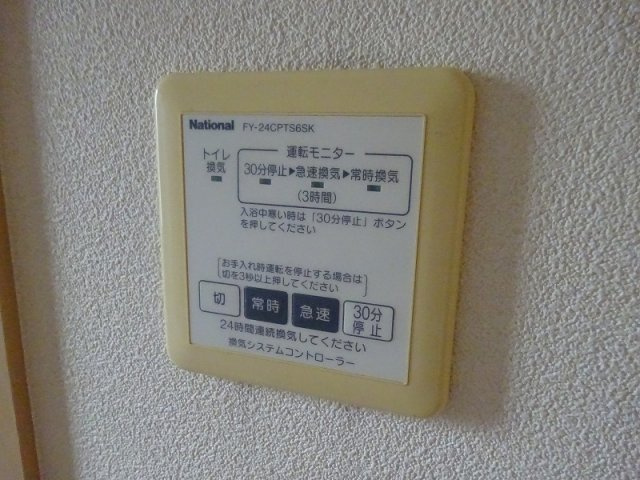 National FY-24CPTS6SK
運転モニター
トイレ
換気
30分停止▶急速換気▶常時換気
(3時間)
入浴中寒い時は「30分停止」ボタン
を押してください
お手入れ時運転を停止する場合は
切を3秒以上押してください
切 常時 急速 30分
停止
24時間連続換気してください
換気システムコントローラー